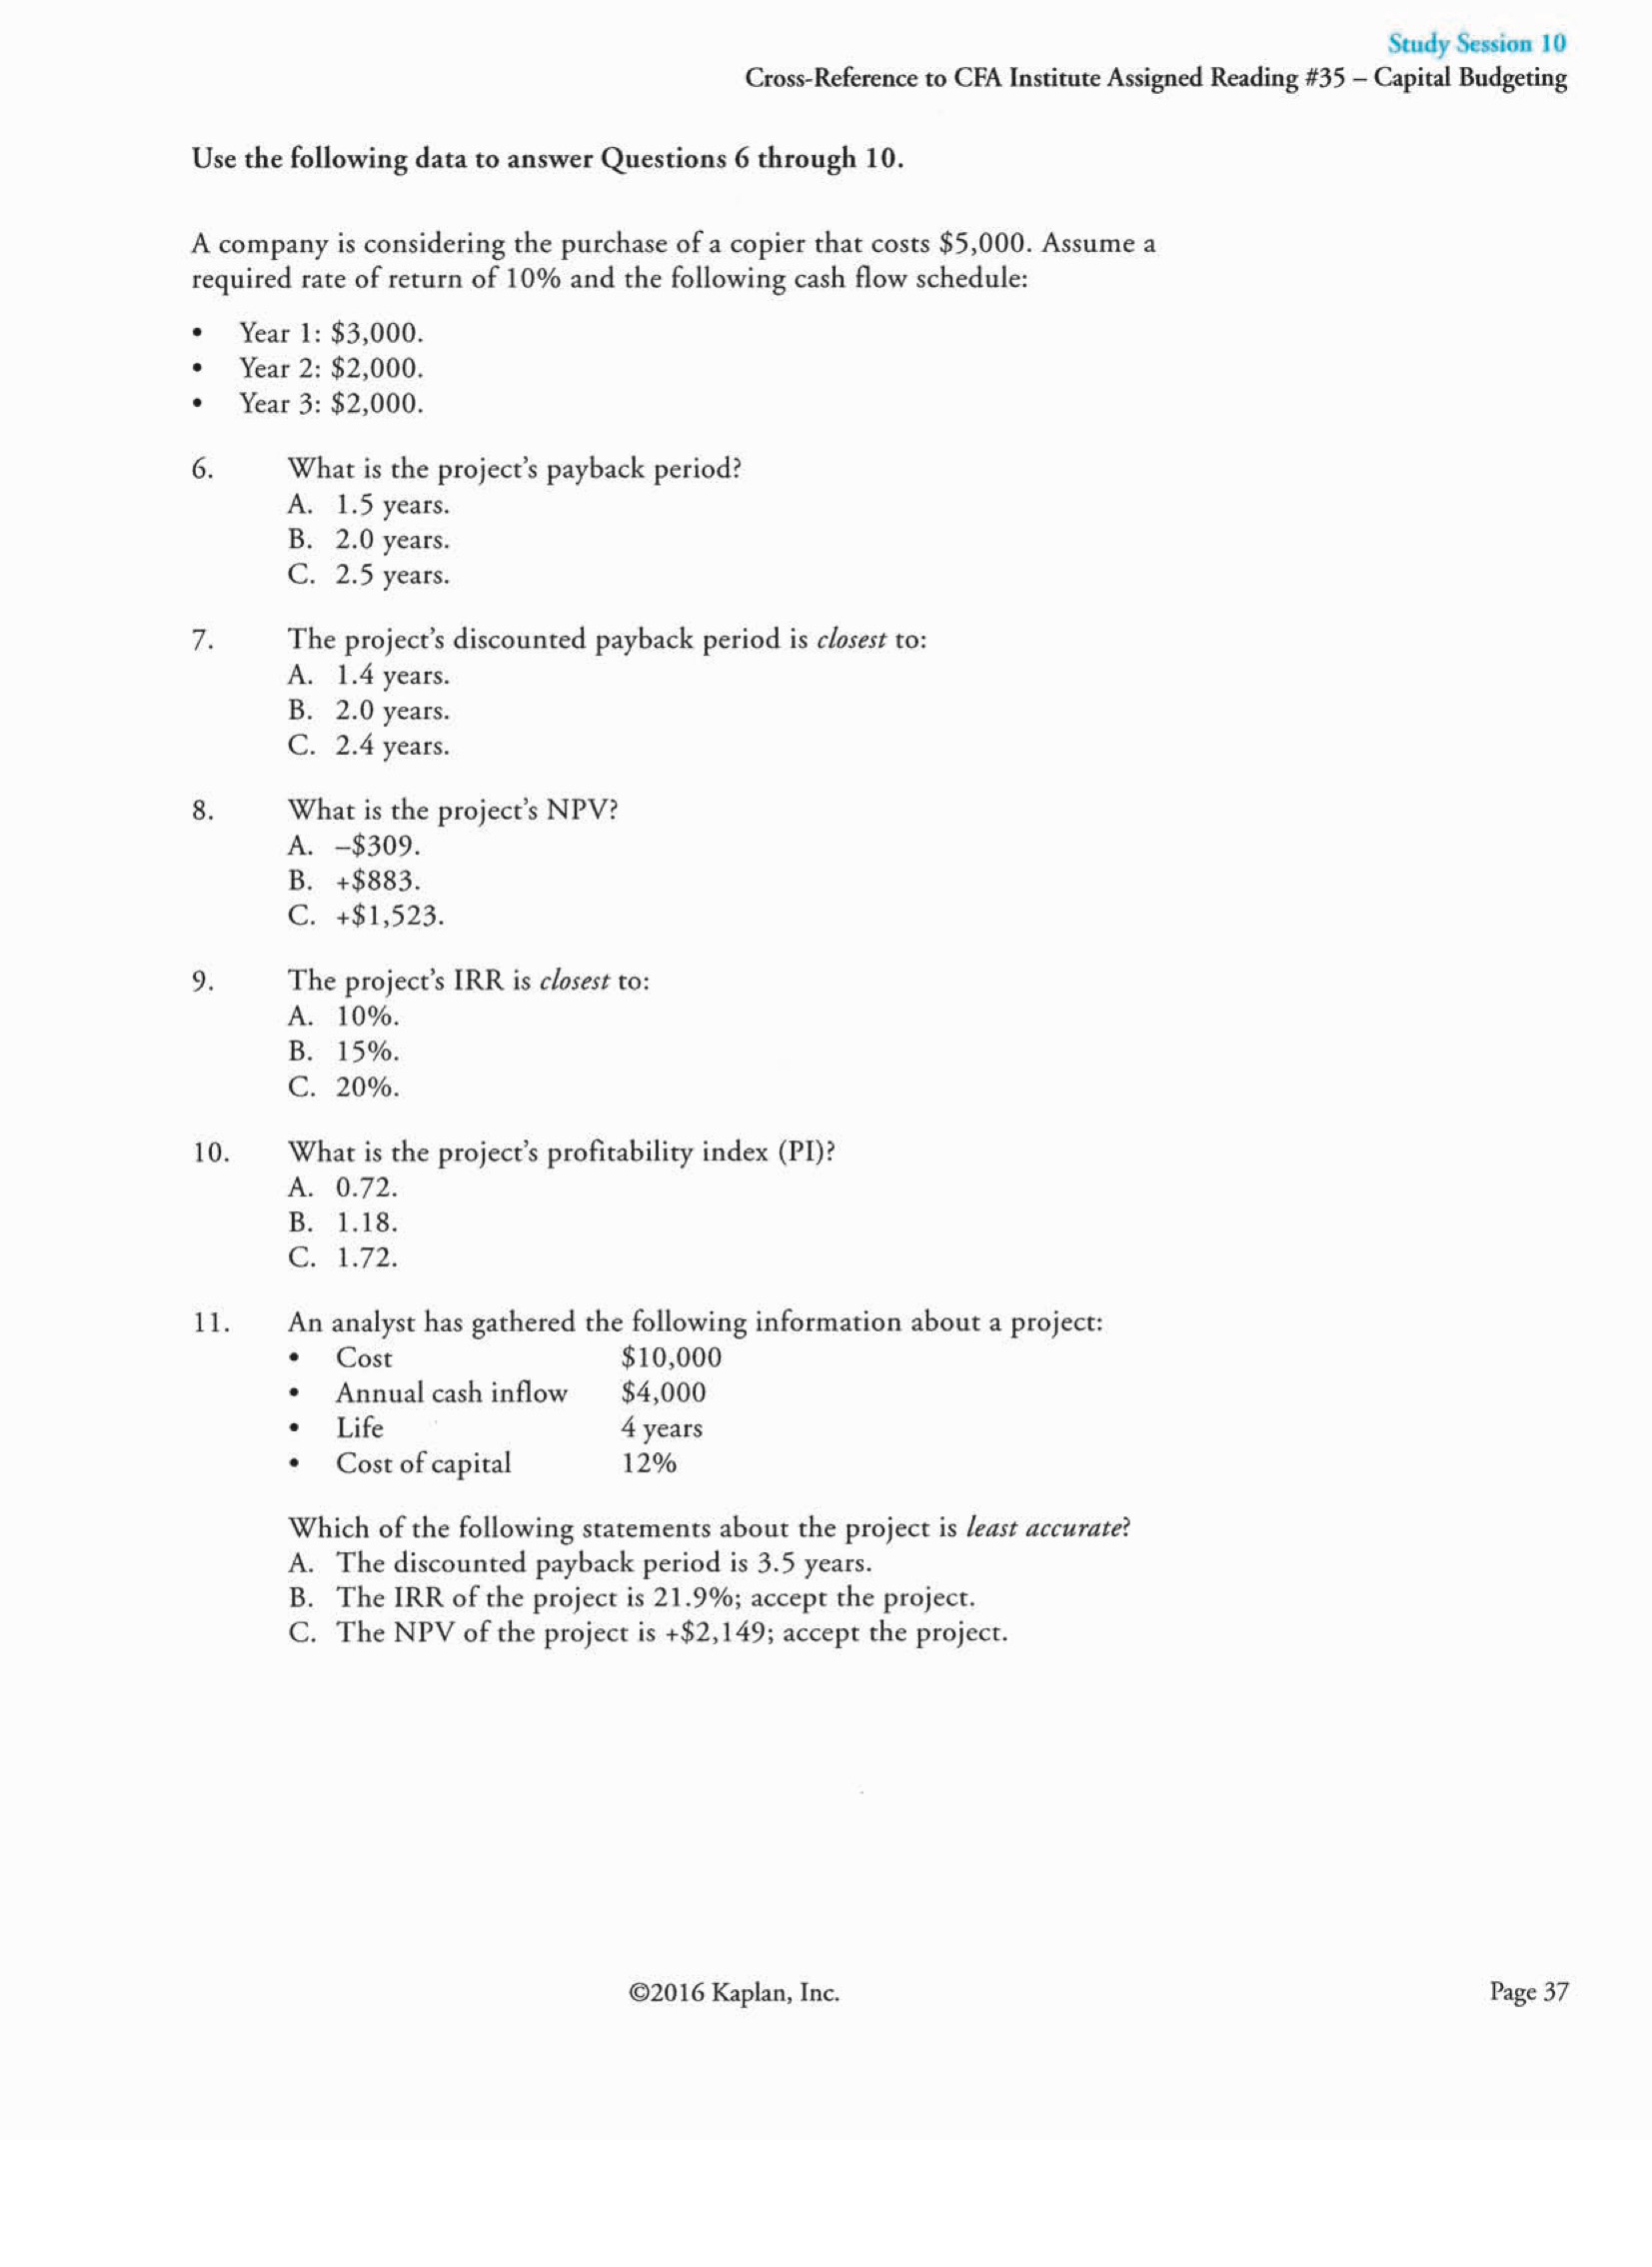 Study Session 10
Cross-Reference to CFA Institute Assigned Reading #35 – Capital Budgeting
Use the following data to answer Questions 6 through 10.
A company is considering the purchase of a copier that costs $5,000. Assume a
required rate of return of 10% and the following cash flow schedule:
• Year 1: $3,000.
• Year 2: $2,000.
• Year 3: $2,000.
6. What is the project’s payback period?
A. 1.5 years.
B. 2.0 years.
C. 2.5 years.
7. The project’s discounted payback period is closest to:
A. 1.4 years.
B. 2.0 years.
C. 2.4 years.
8. What is the project’s NPV?
A. –$309.
B. +$883.
C. +$1,523.
9. The project’s IRR is closest to:
A. 10%.
B. 15%.
C. 20%.
10. What is the project’s profitability index (PI)?
A. 0.72.
B. 1.18.
C. 1.72.
11. An analyst has gathered the following information about a project:
• Cost $10,000
• Annual cash inflow $4,000
• Life 4 years
• Cost of capital 12%
Which of the following statements about the project is least accurate?
A. The discounted payback period is 3.5 years.
B. The IRR of the project is 21.9%; accept the project.
C. The NPV of the project is +$2,149; accept the project.
©2016 Kaplan, Inc.
Page 37